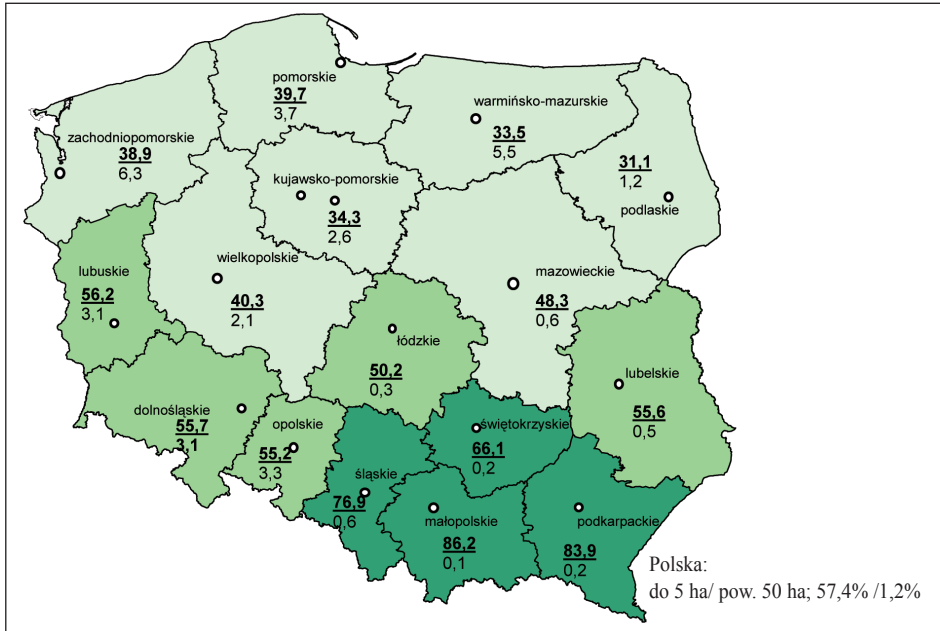 pomorskie
39,7
3,7
warmińsko-mazurskie
33,5
5,5
zachodniopomorskie
38,9
6,3
31,1
1,2
podlaskie
kujawsko-pomorskie
34,3
2,6
wielkopolskie
40,3
2,1
mazowieckie
48,3
0,6
lubuskie
56,2
3,1
łódzkie
50,2
0,3
lubelskie
55,6
0,5
dolnośląskie
55,7
3,1
opolskie
55,2
3,3
świętokrzyskie
66,1
0,2
śląskie
76,9
0,6
małopolskie
86,2
0,1
podkarpackie
83,9
0,2
Polska:
do 5 ha/ pow. 50 ha; 57,4% /1,2%